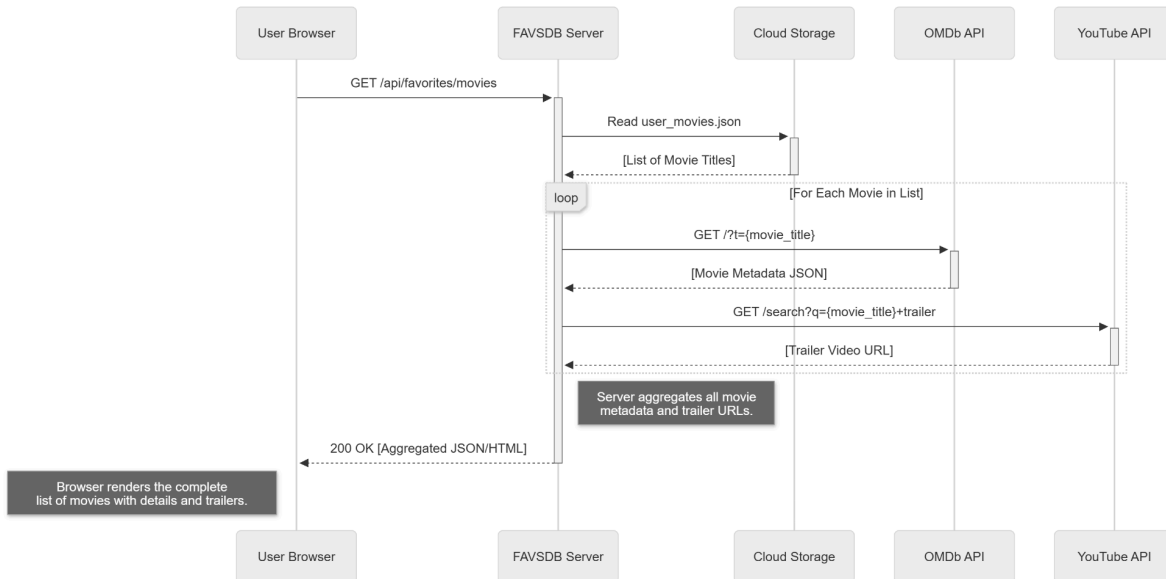 User Browser
FAVSDB Server
Cloud Storage
OMDb API
YouTube API
GET /api/favorites/movies
Read user_movies.json
[List of Movie Titles]
loop
[For Each Movie in List]
GET /?t={movie_title}
[Movie Metadata JSON]
GET /search?q={movie_title}+trailer
[Trailer Video URL]
Server aggregates all movie
metadata and trailer URLs.
200 OK [Aggregated JSON/HTML]
Browser renders the complete
list of movies with details and trailers.
User Browser
FAVSDB Server
Cloud Storage
OMDb API
YouTube API